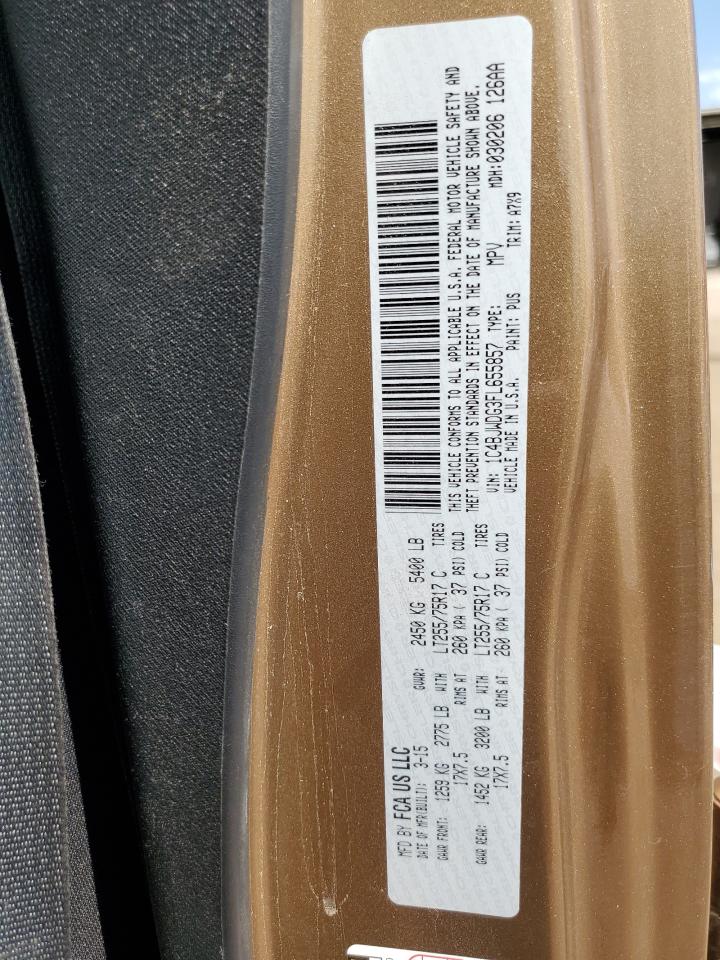 MFD BY FCA US LLC
DATE OF MFR(BUILT): 3-15 GVWR: 2450 KG 5400 LB
GAWR FRONT: 1259 KG 2775 LB WITH LT255/75R17 C TIRES
17X7.5 RIMS AT 260 KPA ( 37 PSI) COLD
GAWR REAR: 1452 KG 3200 LB WITH LT255/75R17 C TIRES
17X7.5 RIMS AT 260 KPA ( 37 PSI) COLD
THIS VEHICLE CONFORMS TO ALL APPLICABLE U.S.A. FEDERAL MOTOR VEHICLE SAFETY AND
THEFT PREVENTION STANDARDS IN EFFECT ON THE DATE OF MANUFACTURE SHOWN ABOVE.
VIN: 1C4BJWDG3FL655857 TYPE: MPV MDH:030206 126AA
VEHICLE MADE IN U.S.A. PAINT: PUS TRIM: A7X9